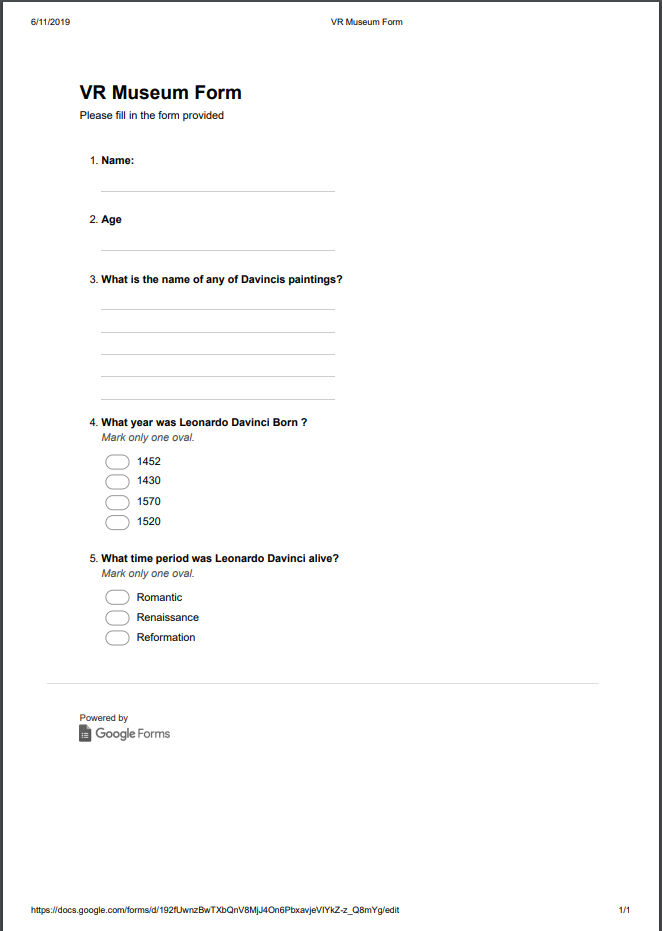 6/11/2019 VR Museum Form
VR Museum Form
Please fill in the form provided
1. Name:
2. Age
3. What is the name of any of Davincis paintings?
4. What year was Leonardo Davinci Born ?
Mark only one oval.
1452
1430
1570
1520
5. What time period was Leonardo Davinci alive?
Mark only one oval.
Romantic
Renaissance
Reformation
Powered by
Google Forms
https://docs.google.com/forms/d/192fUwnzBwTXbQnV8MjJ4On6PbxavjeVIYkZ-z_Q8mYg/edit 1/1